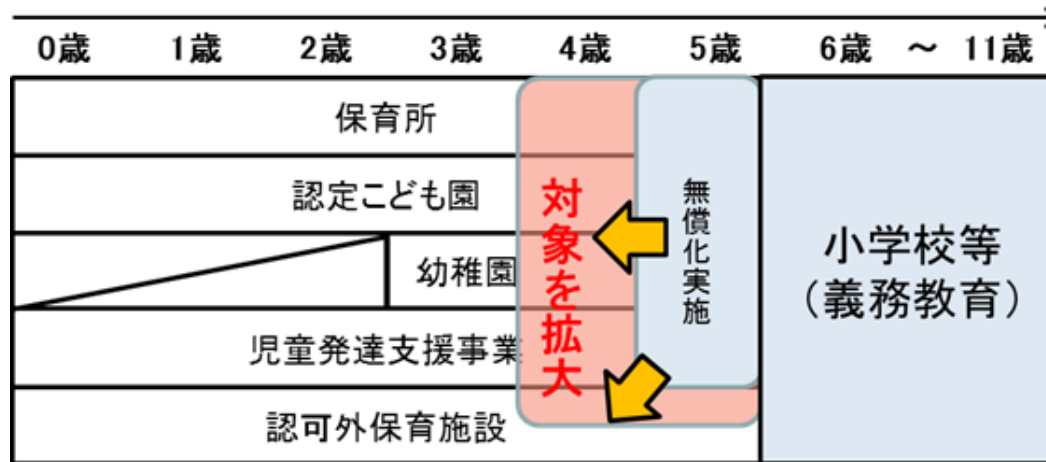 0歳 1歳 2歳 3歳 4歳 5歳 6歳 ～ 11歳
保育所
認定こども園
幼稚園
児童発達支援事業
認可外保育施設
対象を拡大
無償化実施
小学校等
（義務教育）